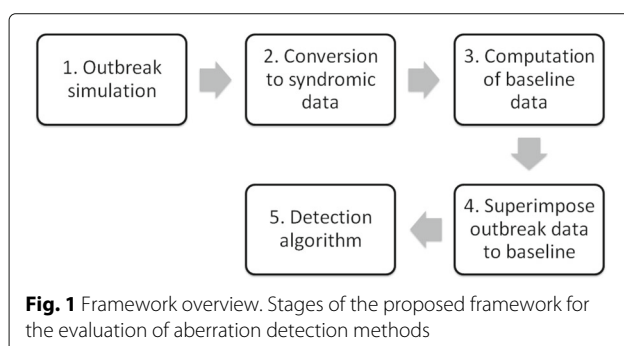 1. Outbreak
simulation
2. Conversion
to syndromic
data
3. Computation
of baseline
data
4. Superimpose
outbreak data
to baseline
5. Detection
algorithm
Fig. 1 Framework overview. Stages of the proposed framework for
the evaluation of aberration detection methods